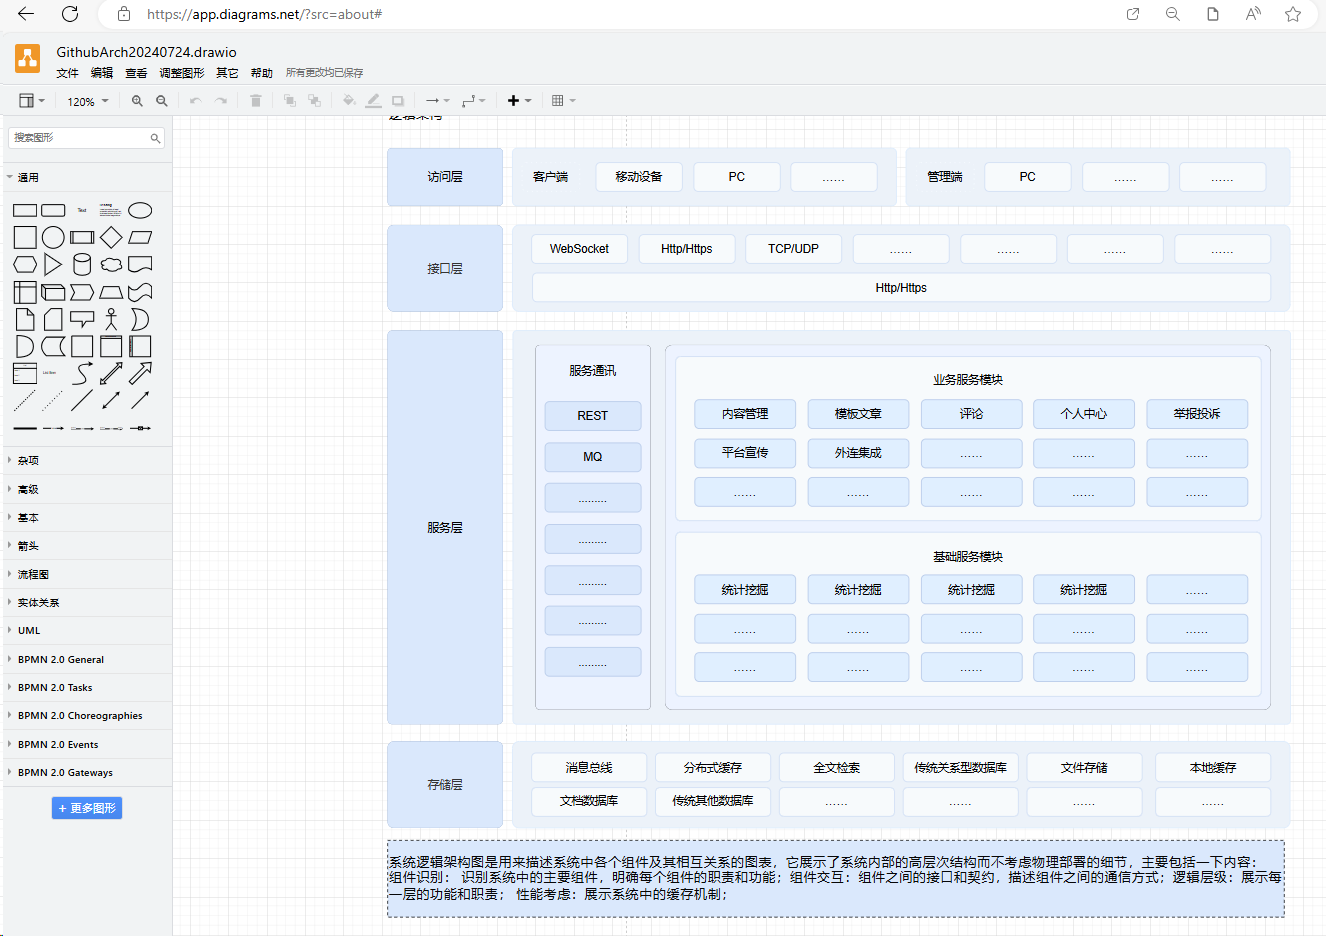 https://app.diagrams.net/?src=about#
GithubArch20240724.drawio
文件 编辑 查看 调整图形 其它 帮助 所有更改均已保存
120%
搜索图形
通用
Text
杂项
高级
基本
箭头
流程图
实体关系
UML
BPMN 2.0 General
BPMN 2.0 Tasks
BPMN 2.0 Choreographies
BPMN 2.0 Events
BPMN 2.0 Gateways
+ 更多图形
逻辑架构
访问层 客户端 移动设备 PC …… 管理端 PC …… ……
接口层
WebSocket Http/Https TCP/UDP …… …… …… ……
Http/Https
服务层
服务通讯
REST
MQ
………
………
………
………
………
业务服务模块
内容管理 模板文章 评论 个人中心 举报投诉
平台宣传 外连集成 …… …… ……
…… …… …… …… ……
基础服务模块
统计挖掘 统计挖掘 统计挖掘 统计挖掘 ……
…… …… …… …… ……
…… …… …… …… ……
存储层
消息总线 分布式缓存 全文检索 传统关系型数据库 文件存储 本地缓存
文档数据库 传统其他数据库 …… …… …… ……
系统逻辑架构图是用来描述系统中各个组件及其相互关系的图表，它展示了系统内部的高层次结构而不考虑物理部署的细节，主要包括一下内容：
组件识别： 识别系统中的主要组件，明确每个组件的职责和功能；组件交互：组件之间的接口和契约，描述组件之间的通信方式；逻辑层级：展示每
一层的功能和职责； 性能考虑：展示系统中的缓存机制；